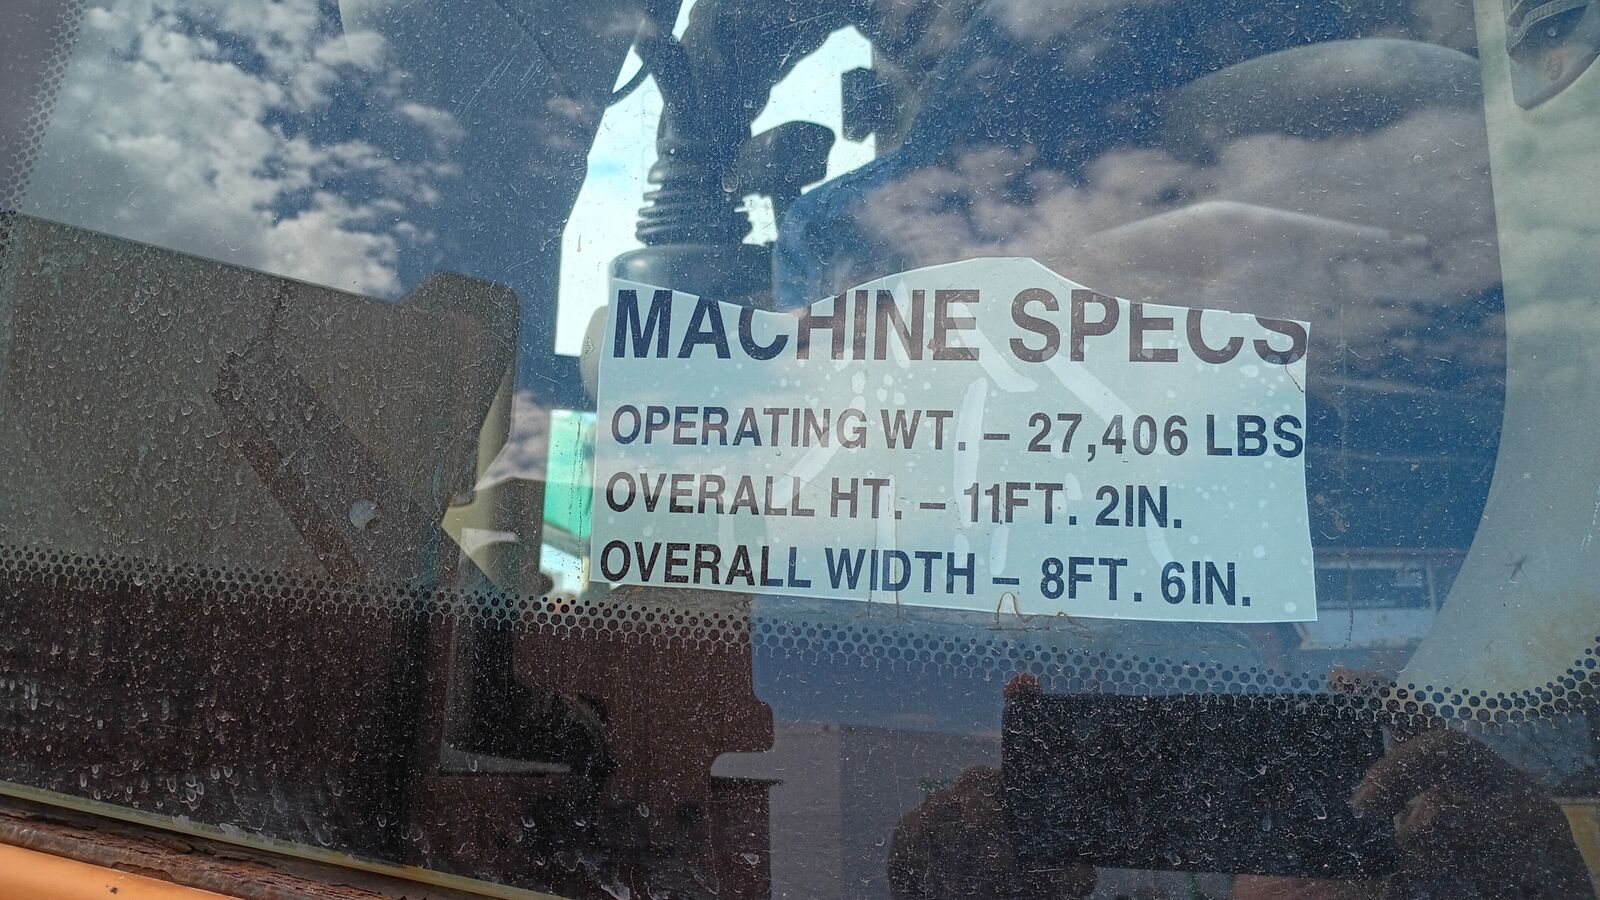 MACHINE SPECS
OPERATING WT. – 27,406 LBS
OVERALL HT. – 11FT. 2IN.
OVERALL WIDTH – 8FT. 6IN.